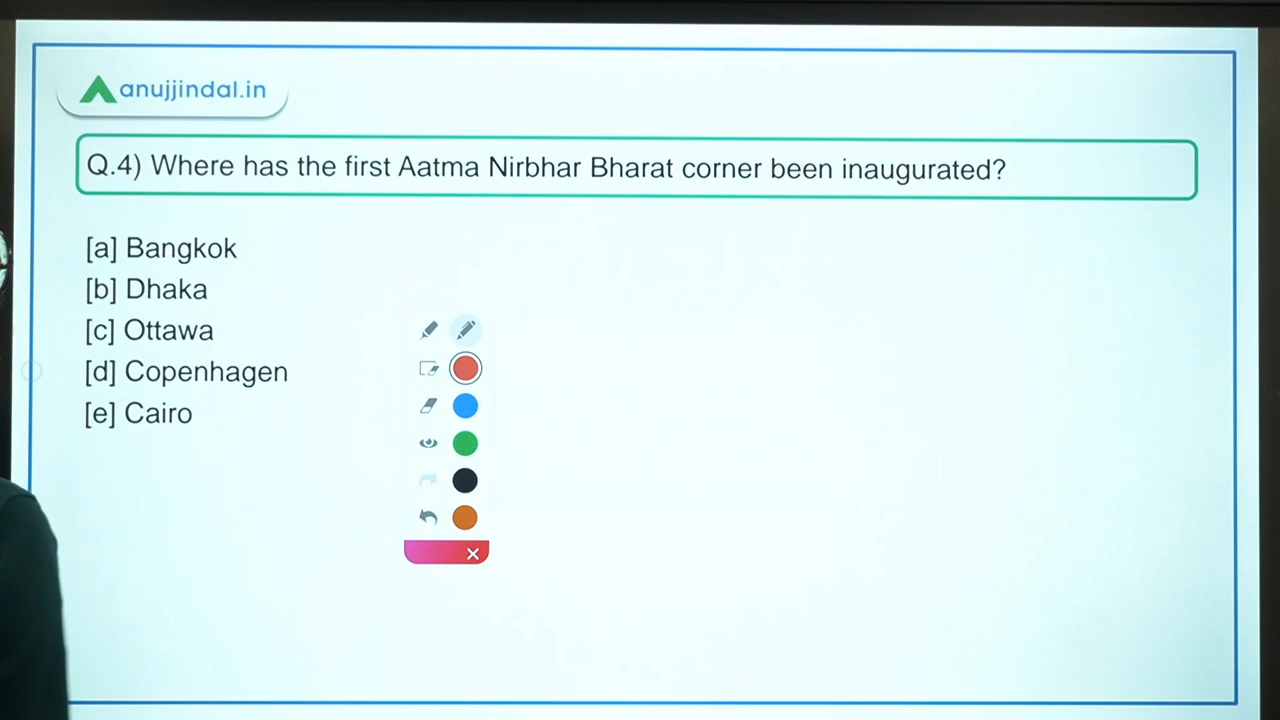 anujjindal.in
Q.4) Where has the first Aatma Nirbhar Bharat corner been inaugurated?
[a] Bangkok
[b] Dhaka
[c] Ottawa
[d] Copenhagen
[e] Cairo